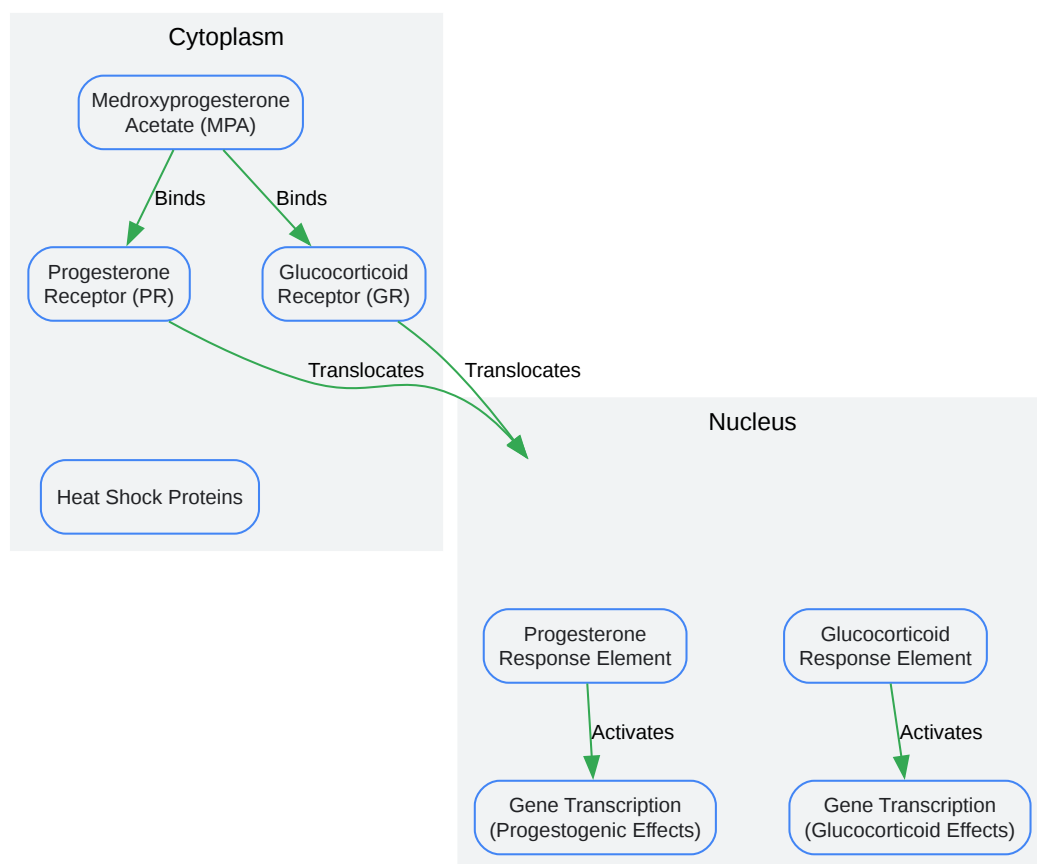 Cytoplasm
Medroxyprogesterone
Acetate (MPA)
Binds
Binds
Progesterone
Receptor (PR)
Glucocorticoid
Receptor (GR)
Translocates
Translocates
Nucleus
Heat Shock Proteins
Progesterone
Response Element
Glucocorticoid
Response Element
Activates
Activates
Gene Transcription
(Progestogenic Effects)
Gene Transcription
(Glucocorticoid Effects)